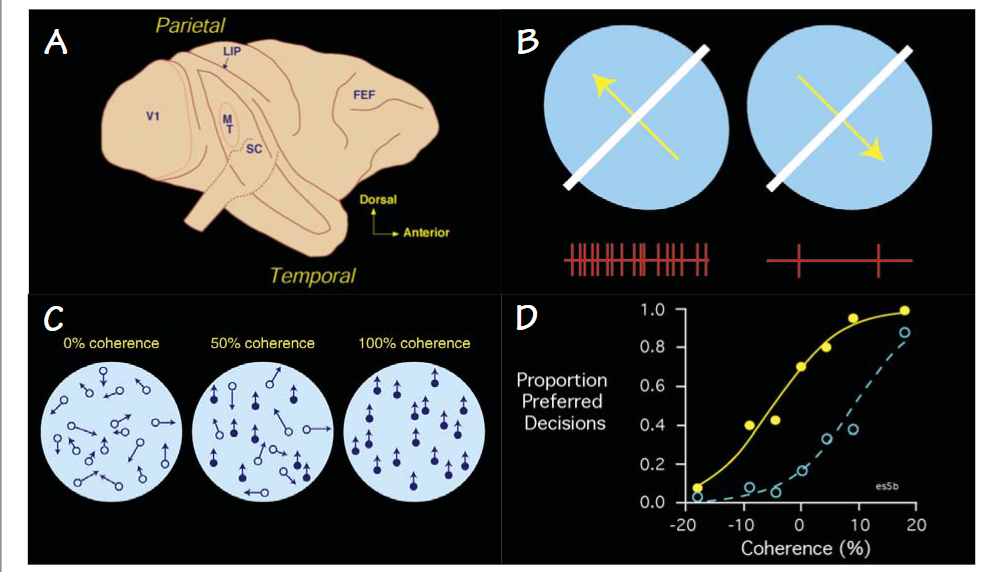 A
Parietal
LIP
V1
M
T
FEF
SC
Dorsal
Anterior
Temporal
B
C
0% coherence
50% coherence
100% coherence
D
Proportion
Preferred
Decisions
1.0
0.8
0.6
0.4
0.2
0.0
es5b
-20
-10
0
10
20
Coherence (%)